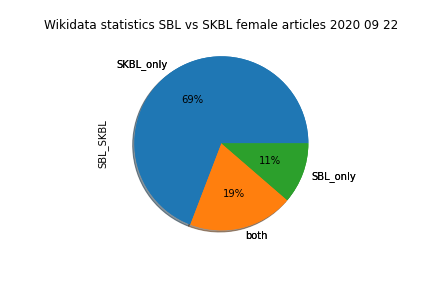 Wikidata statistics SBL vs SKBL female articles 2020 09 22
SKBL_only
69%
SBL_SKBL
11%
SBL_only
19%
both